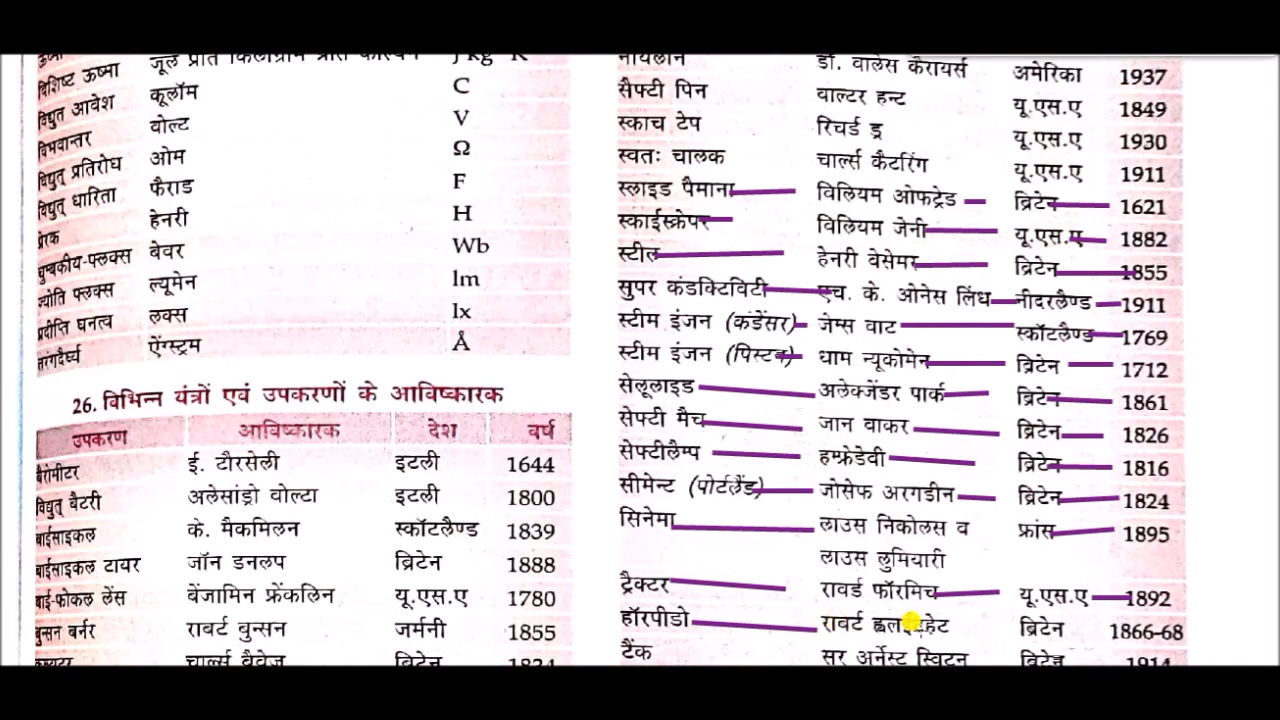 विशिष्ट ऊष्मा जूल प्रति किलोग्राम प्रति
विद्युत आवेश कूलॉम C
विभवान्तर वोल्ट V
विद्युत् प्रतिरोध ओम Ω
विद्युत् धारिता फैराड F
प्रेरक हेनरी H
चुम्बकीय-फ्लक्स बेवर Wb
ज्योति फ्लक्स ल्यूमेन lm
प्रदीप्ति घनत्व लक्स lx
तरंगदैर्ध्य ऐंग्स्ट्रम Å
26. विभिन्न यंत्रों एवं उपकरणों के आविष्कारक
उपकरण आविष्कारक देश वर्ष
बैरोमीटर ई. टौरसेली इटली 1644
विद्युत बैटरी अलेसांड्रो वोल्टा इटली 1800
बाईसाइकल के. मैकमिलन स्कॉटलैण्ड 1839
बाईसाइकल टायर जॉन डनलप ब्रिटेन 1888
बाई-फोकल लेंस बेंजामिन फ्रेंकलिन यू.एस.ए 1780
बुन्सन बर्नर राबर्ट बुन्सन जर्मनी 1855
चार्ल्स बैवेज ब्रिटेन
नायलान डॉ. वालेस कैरायर्स अमेरिका 1937
सैफ्टी पिन वाल्टर हन्ट यू.एस.ए 1849
स्काच टेप रिचर्ड ड्रू यू.एस.ए 1930
स्वतः चालक चार्ल्स कैटरिंग यू.एस.ए 1911
स्लाइड पैमाना विलियम ओफट्रेड ब्रिटेन 1621
स्काईस्क्रेपर विलियम जेनी यू.एस.ए 1882
स्टील हेनरी बेसेमर ब्रिटेन 1855
सुपर कंडक्टिविटी एच. के. ओनेस लिंध नीदरलैण्ड 1911
स्टीम इंजन (कंडेंसर) जेम्स वाट स्कॉटलैण्ड 1769
स्टीम इंजन (पिस्टन) थाम न्यूकोमेन ब्रिटेन 1712
सेलूलाइड अलेक्जेंडर पार्क ब्रिटेन 1861
सेफ्टी मैच जान वाकर ब्रिटेन 1826
सेफ्टीलैम्प हम्फ्रेडेवी ब्रिटेन 1816
सीमेन्ट (पोर्टलैंड) जोसेफ अरगडीन ब्रिटेन 1824
सिनेमा लाउस निकोलस व फ्रांस 1895
लाउस लुमियारी
ट्रैक्टर रावर्ड फॉरमिच यू.एस.ए 1892
हॉरपीडो राबर्ट ब्रिटेन 1866-68
टैंक सर अर्नेस्ट स्विटन ब्रिटेन 1914